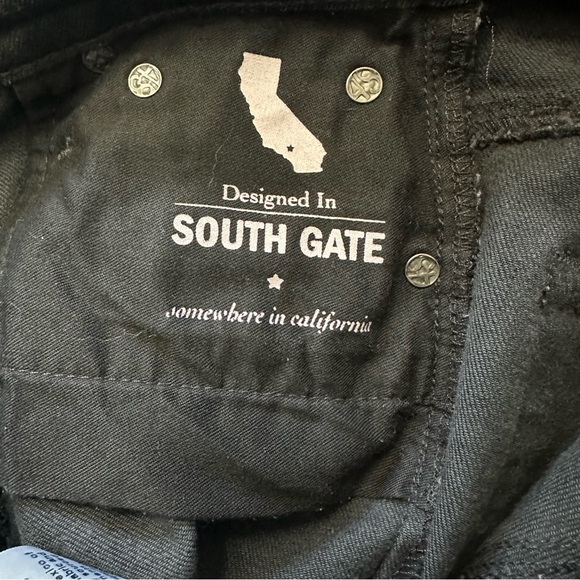 Designed In
SOUTH GATE
somewhere in california